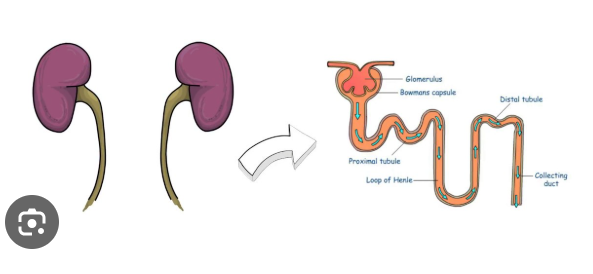 Glomerulus
Bowmans capsule
Distal tubule
Proximal tubule
Loop of Henle
Collecting
duct